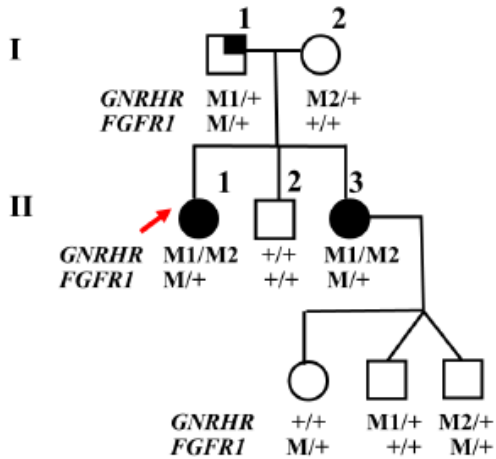 1 2
I
GNRHR M1/+ M2/+
FGFR1 M/+ +/+
1 2 3
II
GNRHR M1/M2 +/+ M1/M2
FGFR1 M/+ +/+ M/+
GNRHR +/+ M1/+ M2/+
FGFR1 M/+ +/+ M/+